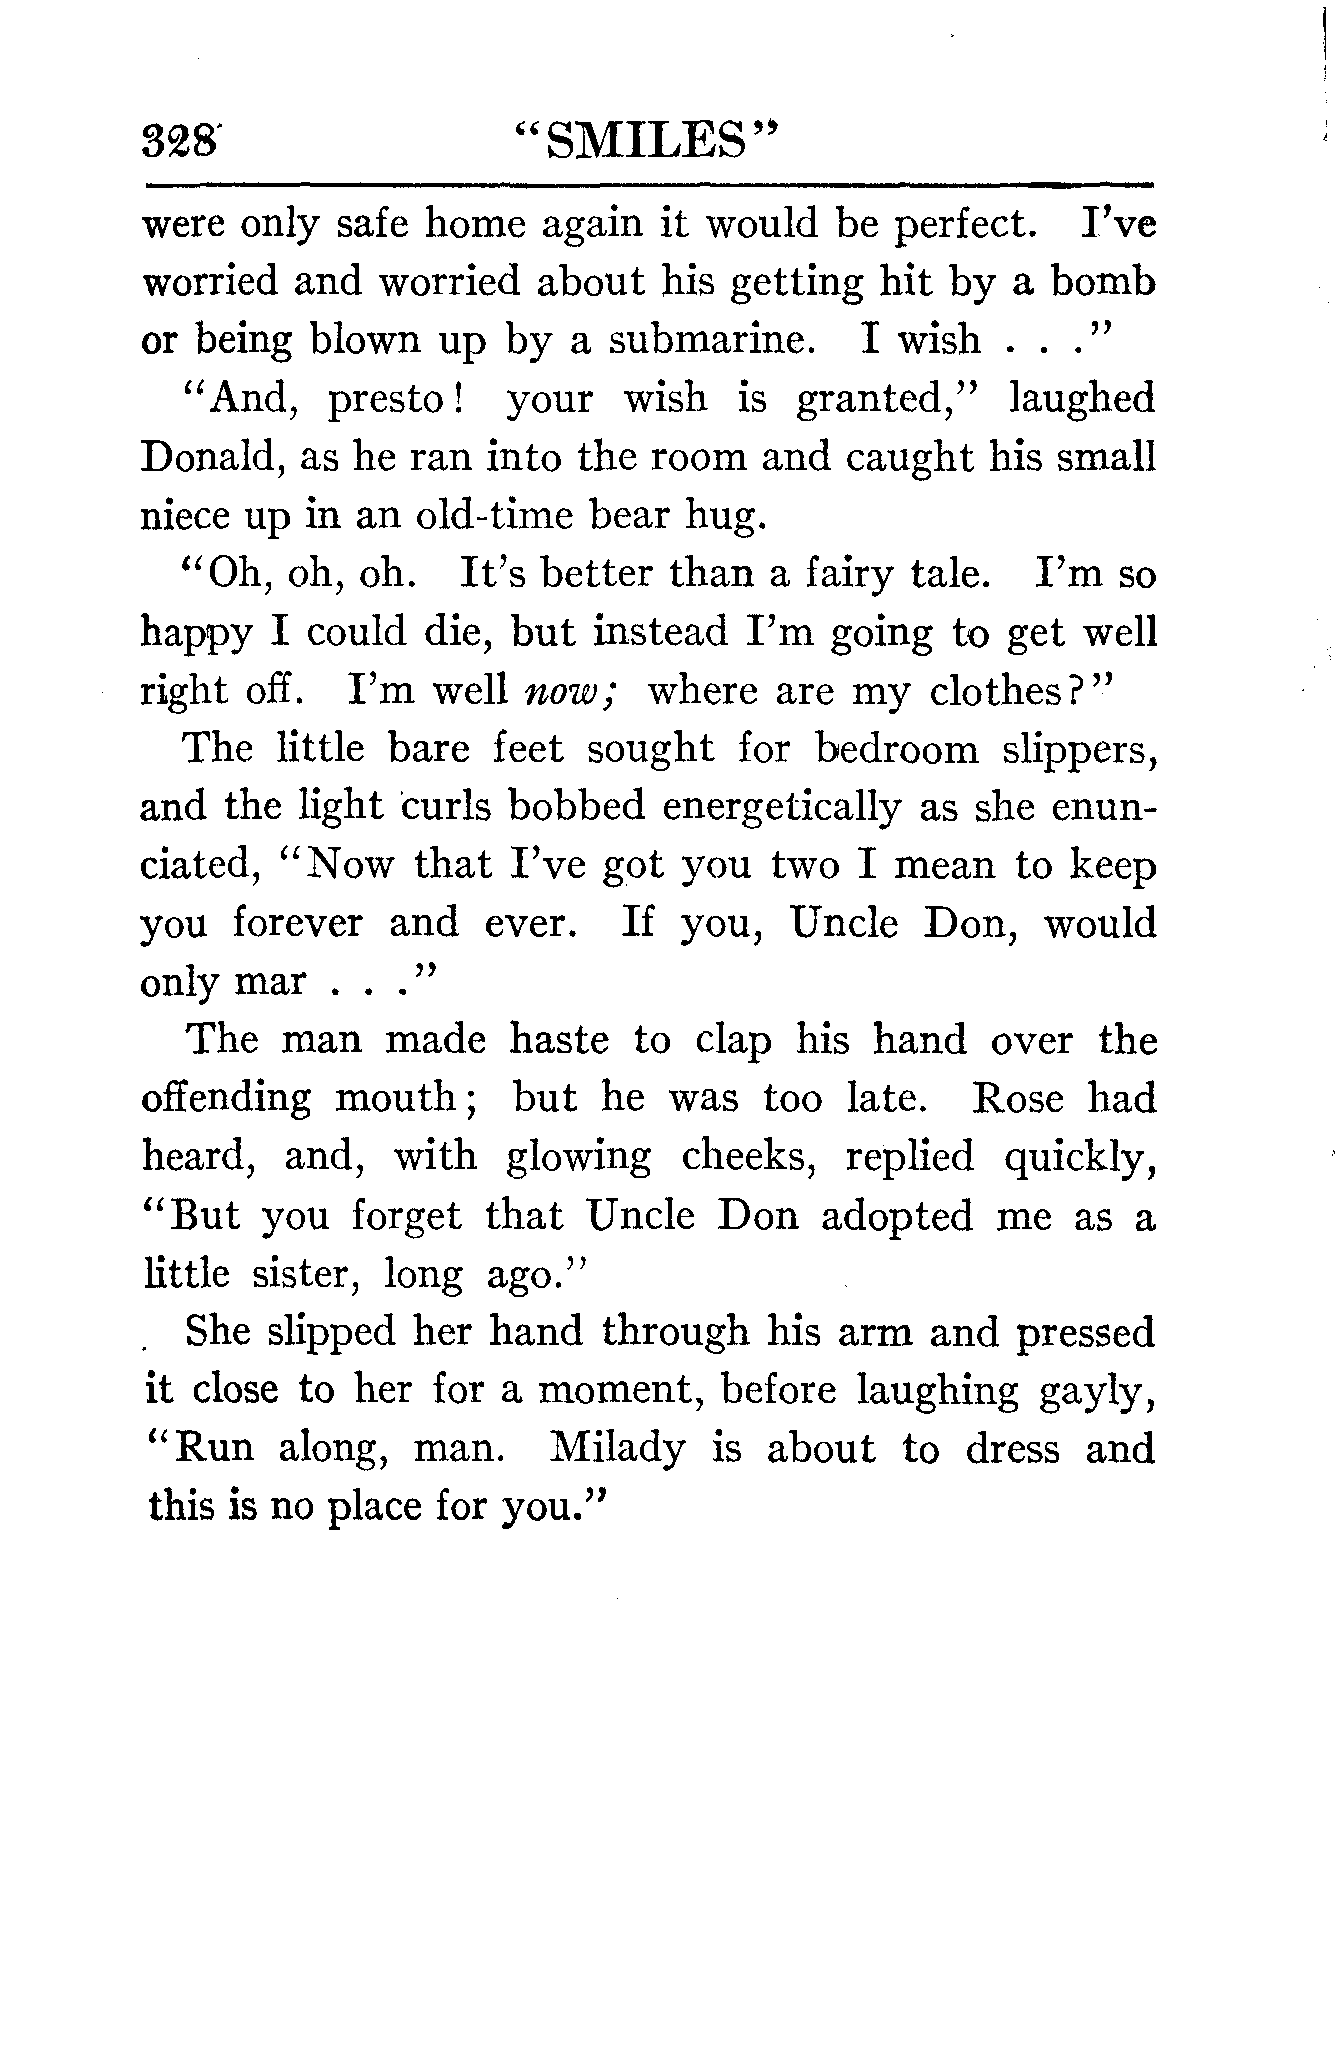 328 “SMILES”
were only safe home again it would be perfect. I’ve
worried and worried about his getting hit by a bomb
or being blown up by a submarine. I wish . . .”
“And, presto! your wish is granted,” laughed
Donald, as he ran into the room and caught his small
niece up in an old-time bear hug.
“Oh, oh, oh. It’s better than a fairy tale. I’m so
happy I could die, but instead I’m going to get well
right off. I’m well now; where are my clothes?”
The little bare feet sought for bedroom slippers,
and the light curls bobbed energetically as she enun-
ciated, “Now that I’ve got you two I mean to keep
you forever and ever. If you, Uncle Don, would
only mar . . .”
The man made haste to clap his hand over the
offending mouth; but he was too late. Rose had
heard, and, with glowing cheeks, replied quickly,
“But you forget that Uncle Don adopted me as a
little sister, long ago.”
She slipped her hand through his arm and pressed
it close to her for a moment, before laughing gayly,
“Run along, man. Milady is about to dress and
this is no place for you.”